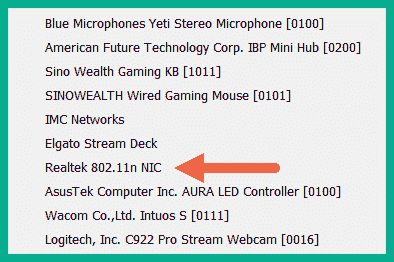 Blue Microphones Yeti Stereo Microphone [0100]
American Future Technology Corp. IBP Mini Hub [0200]
Sino Wealth Gaming KB [1011]
SINOWEALTH Wired Gaming Mouse [0101]
IMC Networks
Elgato Stream Deck
Realtek 802.11n NIC
AsusTek Computer Inc. AURA LED Controller [0100]
Wacom Co.,Ltd. Intuos S [0111]
Logitech, Inc. C922 Pro Stream Webcam [0016]